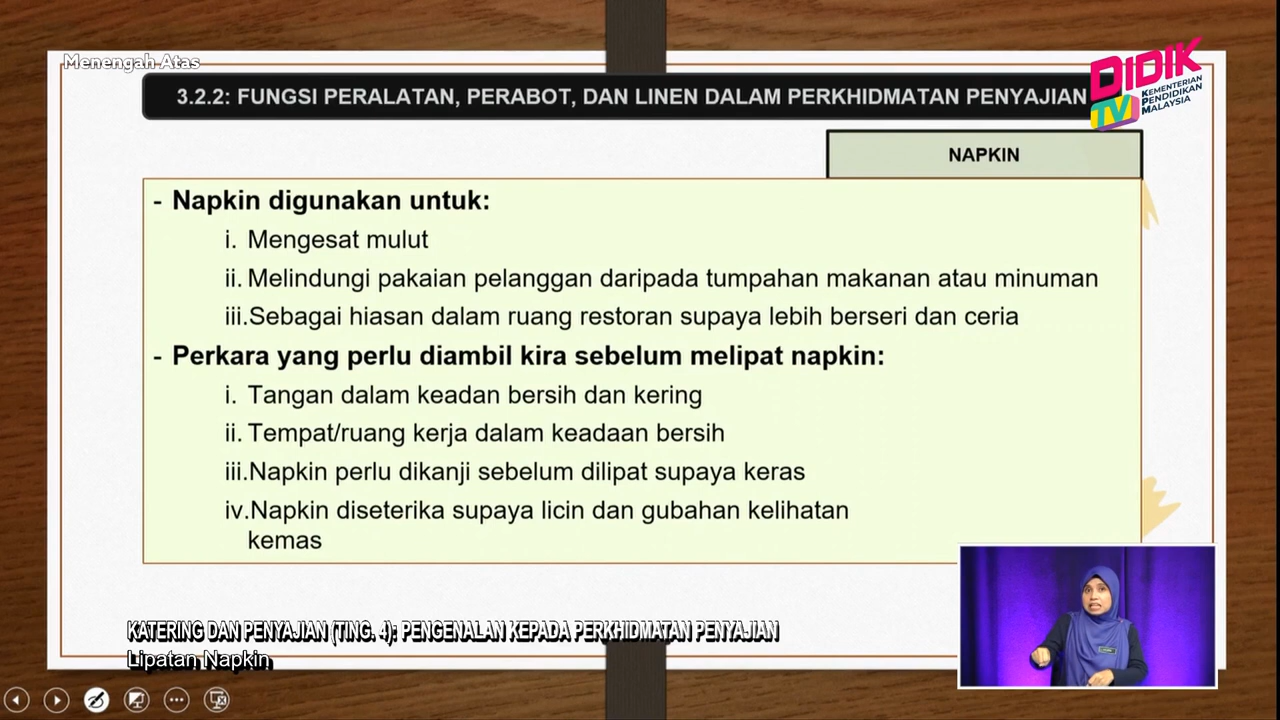 Menengah Atas
3.2.2: FUNGSI PERALATAN, PERABOT, DAN LINEN DALAM PERKHIDMATAN PENYAJIAN
DIDIK
TV
KEMENTERIAN
PENDIDIKAN
MALAYSIA
NAPKIN
- Napkin digunakan untuk:
i. Mengesat mulut
ii. Melindungi pakaian pelanggan daripada tumpahan makanan atau minuman
iii.Sebagai hiasan dalam ruang restoran supaya lebih berseri dan ceria
- Perkara yang perlu diambil kira sebelum melipat napkin:
i. Tangan dalam keadan bersih dan kering
ii. Tempat/ruang kerja dalam keadaan bersih
iii.Napkin perlu dikanji sebelum dilipat supaya keras
iv.Napkin diseterika supaya licin dan gubahan kelihatan
kemas
KATERING DAN PENYAJIAN (TING. 4): PENGENALAN KEPADA PERKHIDMATAN PENYAJIAN
Lipatan Napkin